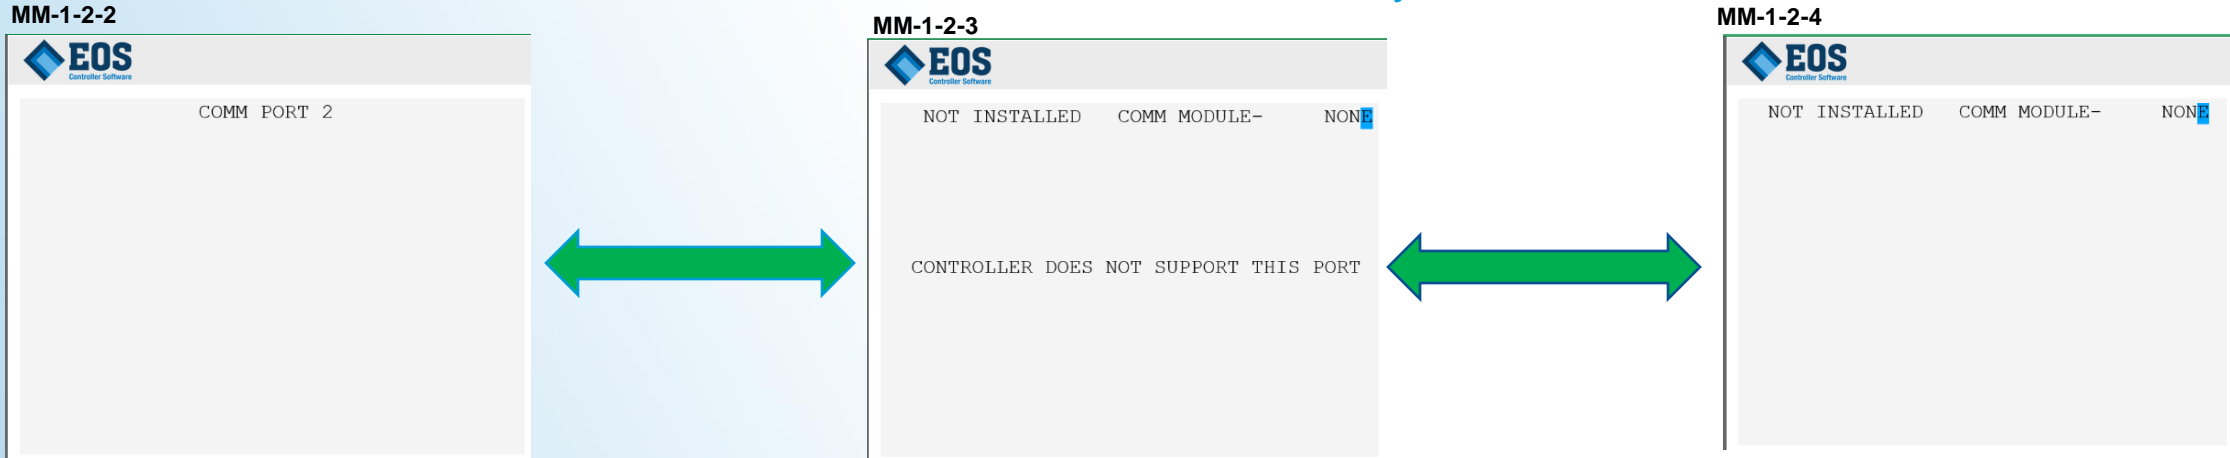 MM-1-2-2
EOS
Controller Software
COMM PORT 2
MM-1-2-3
EOS
Controller Software
NOT INSTALLED COMM MODULE- NONE
CONTROLLER DOES NOT SUPPORT THIS PORT
MM-1-2-4
EOS
Controller Software
NOT INSTALLED COMM MODULE- NONE